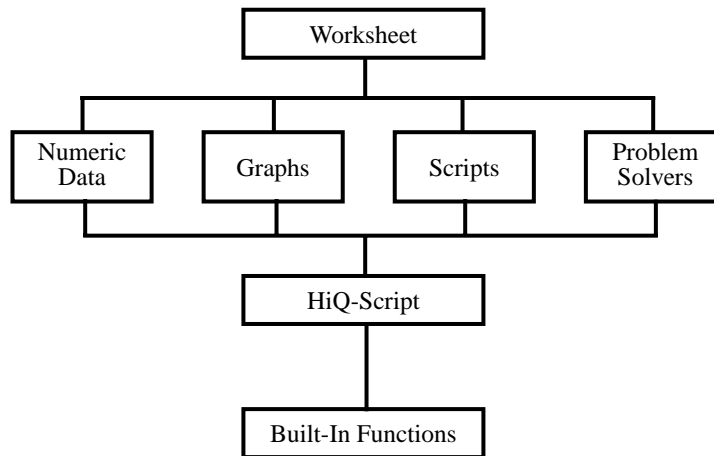 Worksheet
Numeric
Data
Graphs
Scripts
Problem
Solvers
HiQ-Script
Built-In Functions